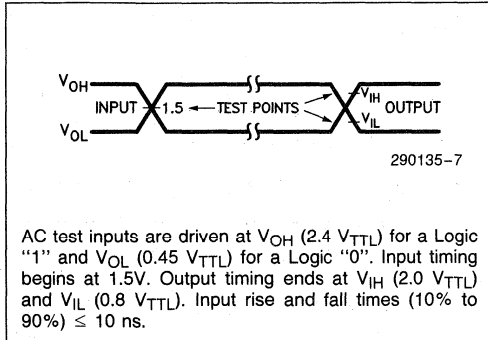 VOH
INPUT 1.5 TEST POINTS VIH OUTPUT
VOL VIL
290135-7
AC test inputs are driven at VOH (2.4 VTTL) for a Logic
"1" and VOL (0.45 VTTL) for a Logic "0". Input timing
begins at 1.5V. Output timing ends at VIH (2.0 VTTL)
and VIL (0.8 VTTL). Input rise and fall times (10% to
90%) ≤ 10 ns.